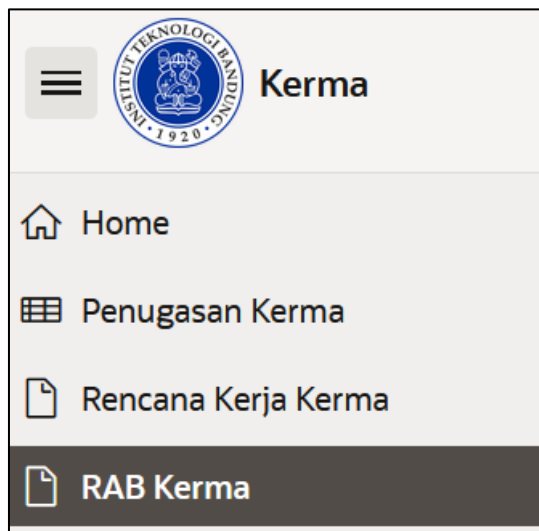 INSTITUT TEKNOLOGI BANDUNG
1920
Kerma
Home
Penugasan Kerma
Rencana Kerja Kerma
RAB Kerma